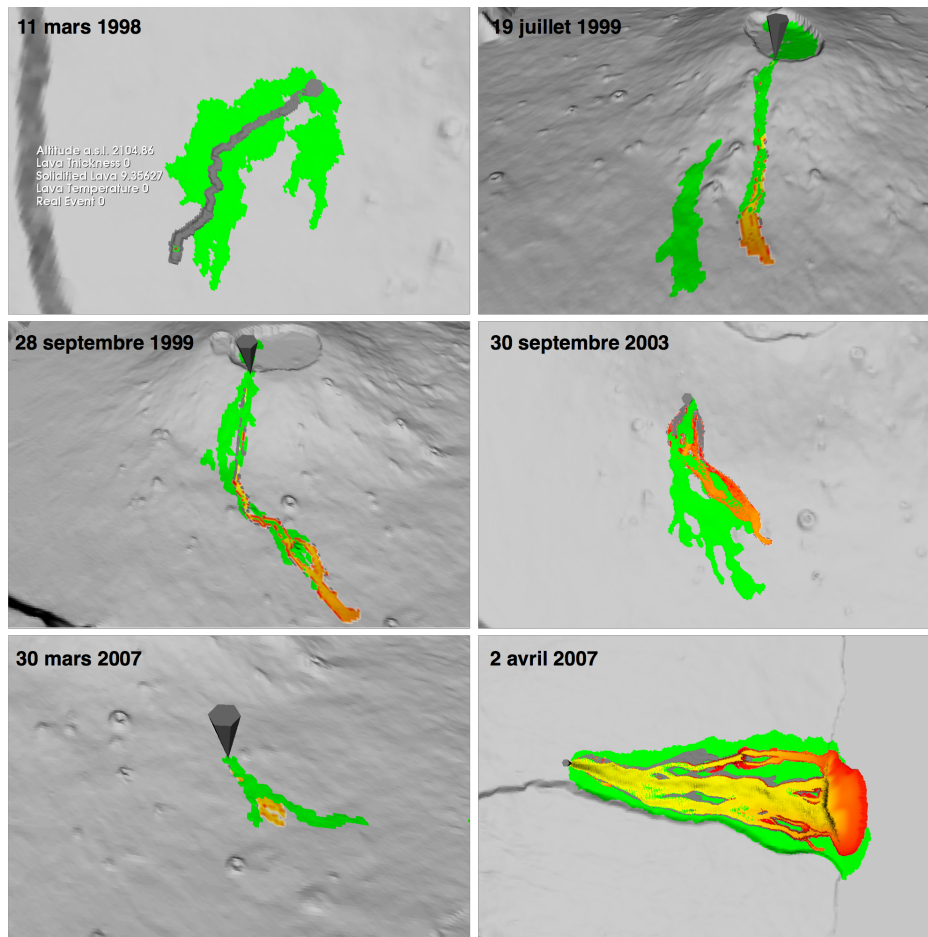 11 mars 1998
19 juillet 1999
Altitude a.s.l. 2104.86
Lava Thickness 0
Solidified Lava 9.35627
Lava Temperature 0
Real Event 0
28 septembre 1999
30 septembre 2003
30 mars 2007
2 avril 2007